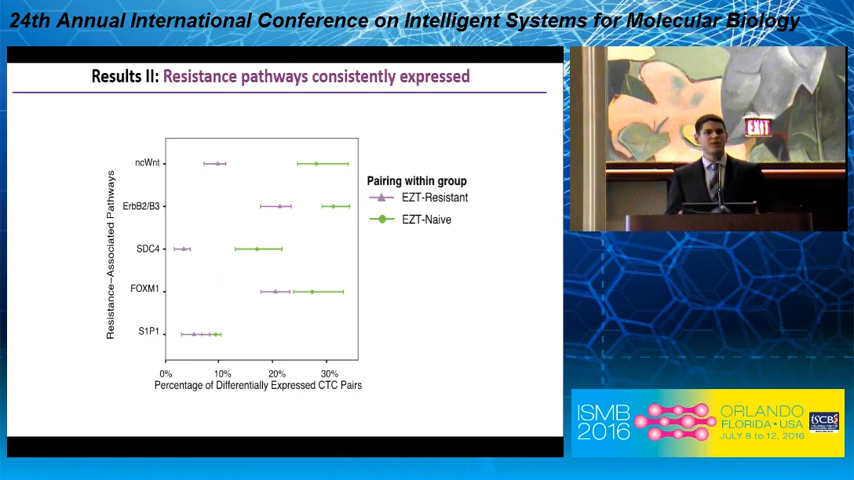 24th Annual International Conference on Intelligent Systems for Molecular Biology
Results II: Resistance pathways consistently expressed
Resistance−Associated Pathways
ncWnt
ErbB2/B3
SDC4
FOXM1
S1P1
0% 10% 20% 30%
Percentage of Differentially Expressed CTC Pairs
Pairing within group
EZT-Resistant
EZT-Naive
EXIT
ISMB
2016
ORLANDO
FLORIDA • USA
JULY 8 to 12, 2016
ISCB